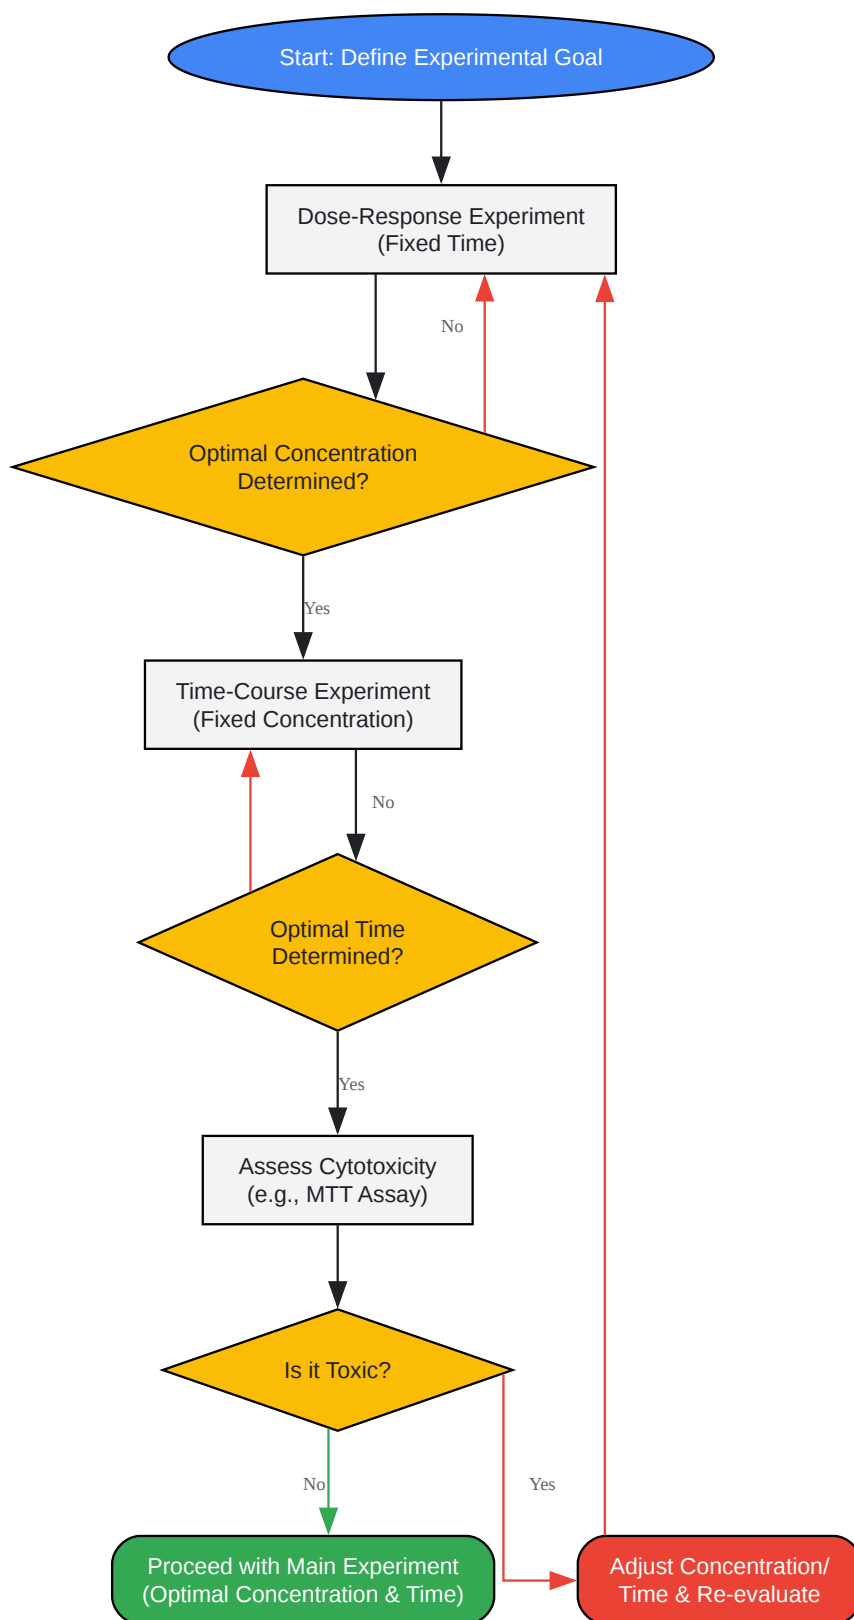 Start: Define Experimental Goal
Dose-Response Experiment
(Fixed Time)
No
Optimal Concentration
Determined?
Yes
Time-Course Experiment
(Fixed Concentration)
No
Optimal Time
Determined?
Yes
Assess Cytotoxicity
(e.g., MTT Assay)
Is it Toxic?
No
Yes
Proceed with Main Experiment
(Optimal Concentration & Time)
Adjust Concentration/
Time & Re-evaluate